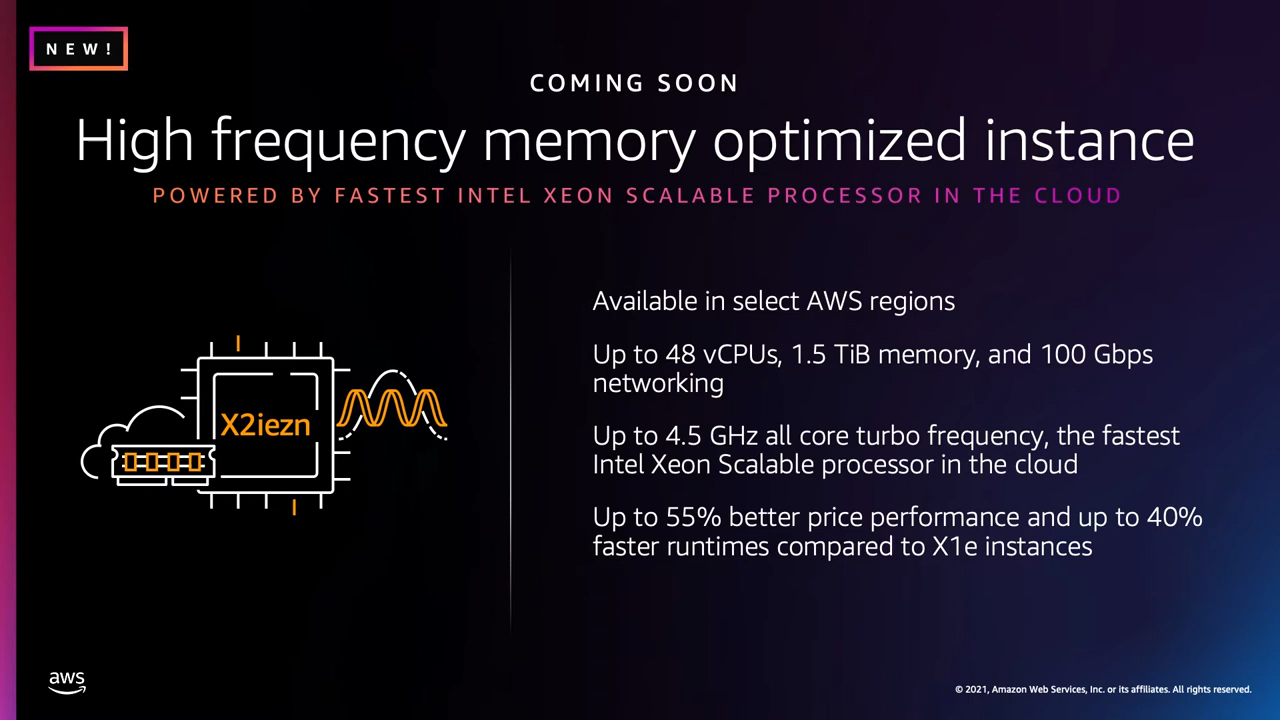 NEW!
COMING SOON
High frequency memory optimized instance
POWERED BY FASTEST INTEL XEON SCALABLE PROCESSOR IN THE CLOUD
X2iezn
Available in select AWS regions
Up to 48 vCPUs, 1.5 TiB memory, and 100 Gbps
networking
Up to 4.5 GHz all core turbo frequency, the fastest
Intel Xeon Scalable processor in the cloud
Up to 55% better price performance and up to 40%
faster runtimes compared to X1e instances
aws
© 2021, Amazon Web Services, Inc. or its affiliates. All rights reserved.